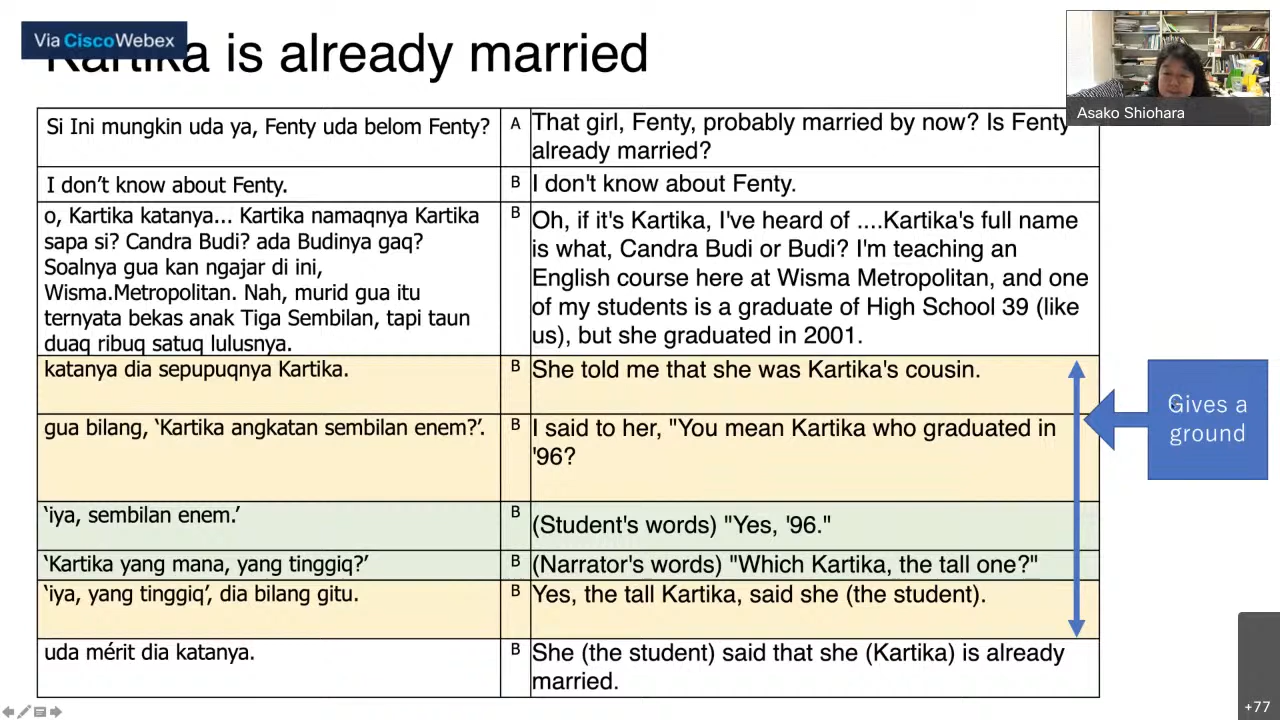 Via CiscoWebex
Kartika is already married
Asako Shiohara
Si Ini mungkin uda ya, Fenty uda belom Fenty?
A
That girl, Fenty, probably married by now? Is Fenty
already married?
I don’t know about Fenty.
B
I don't know about Fenty.
o, Kartika katanya... Kartika namaqnya Kartika
sapa si? Candra Budi? ada Budinya gaq?
Soalnya gua kan ngajar di ini,
Wisma.Metropolitan. Nah, murid gua itu
ternyata bekas anak Tiga Sembilan, tapi taun
duaq ribuq satuq lulusnya.
B
Oh, if it's Kartika, I've heard of ....Kartika's full name
is what, Candra Budi or Budi? I'm teaching an
English course here at Wisma Metropolitan, and one
of my students is a graduate of High School 39 (like
us), but she graduated in 2001.
katanya dia sepupuqnya Kartika.
B
She told me that she was Kartika's cousin.
gua bilang, ‘Kartika angkatan sembilan enem?’.
B
I said to her, "You mean Kartika who graduated in
'96?
‘iya, sembilan enem.’
B
(Student's words) "Yes, '96."
‘Kartika yang mana, yang tinggiq?’
B
(Narrator's words) "Which Kartika, the tall one?"
‘iya, yang tinggiq’, dia bilang gitu.
B
Yes, the tall Kartika, said she (the student).
uda mérit dia katanya.
B
She (the student) said that she (Kartika) is already
married.
Gives a
ground
+77